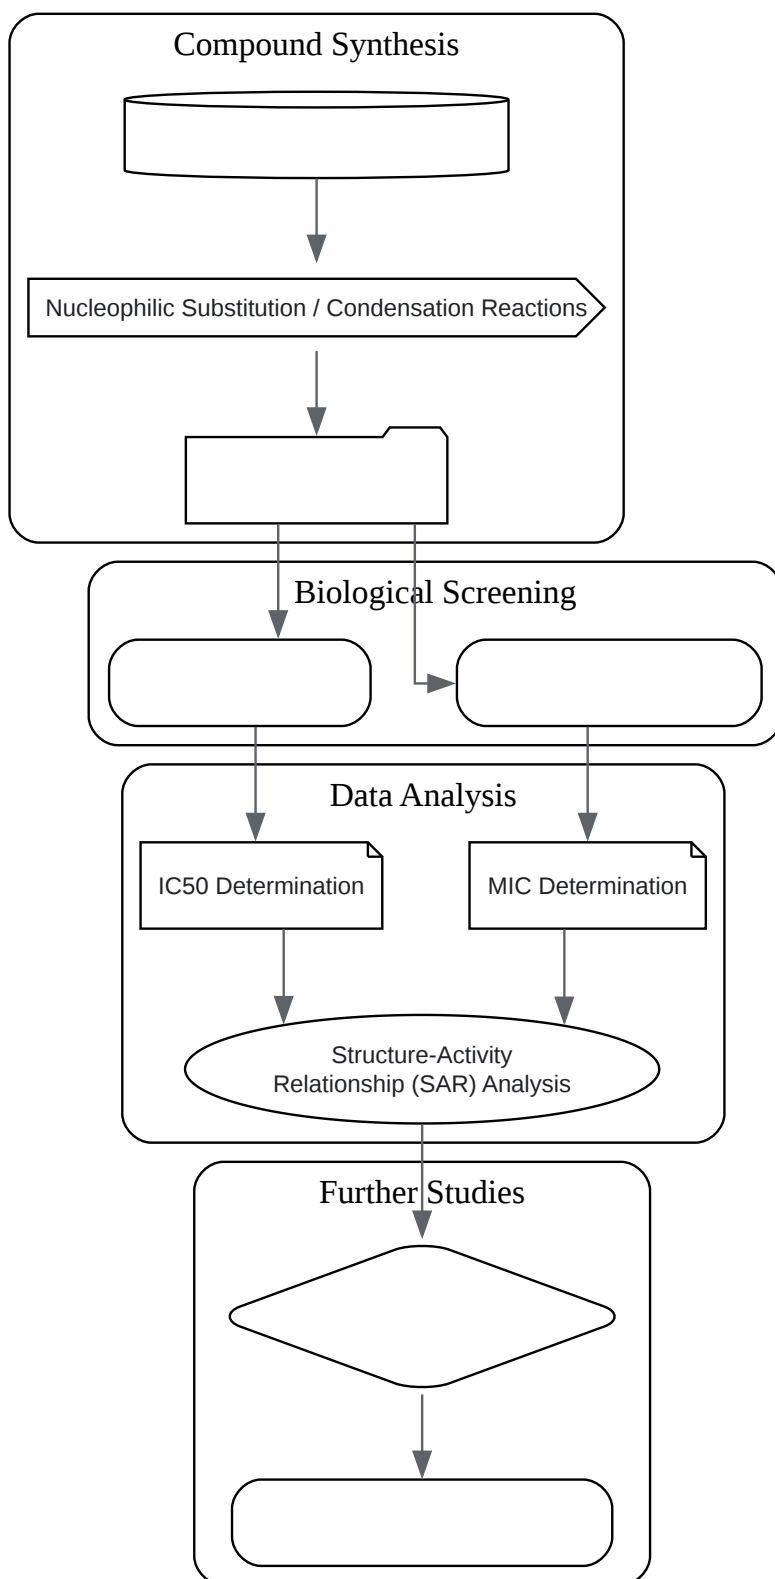 Compound Synthesis
Nucleophilic Substitution / Condensation Reactions
Biological Screening
Data Analysis
IC50 Determination
MIC Determination
Structure-Activity
Relationship (SAR) Analysis
Further Studies